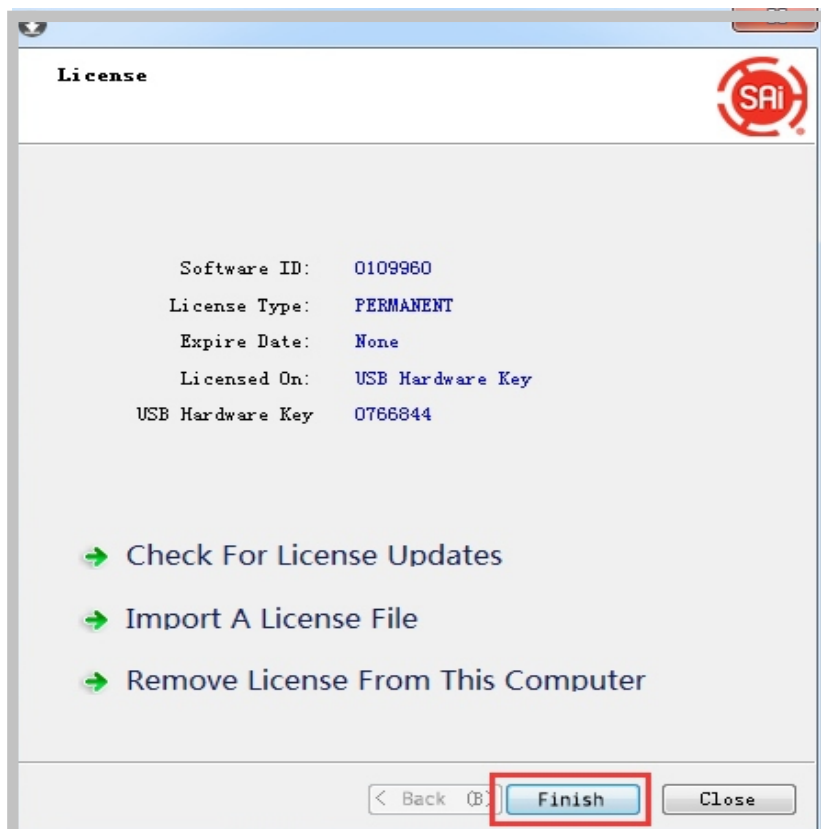 License
SAi
Software ID: 0109960
License Type: PERMANENT
Expire Date: None
Licensed On: USB Hardware Key
USB Hardware Key 0766844
Check For License Updates
Import A License File
Remove License From This Computer
< Back (B) Finish Close